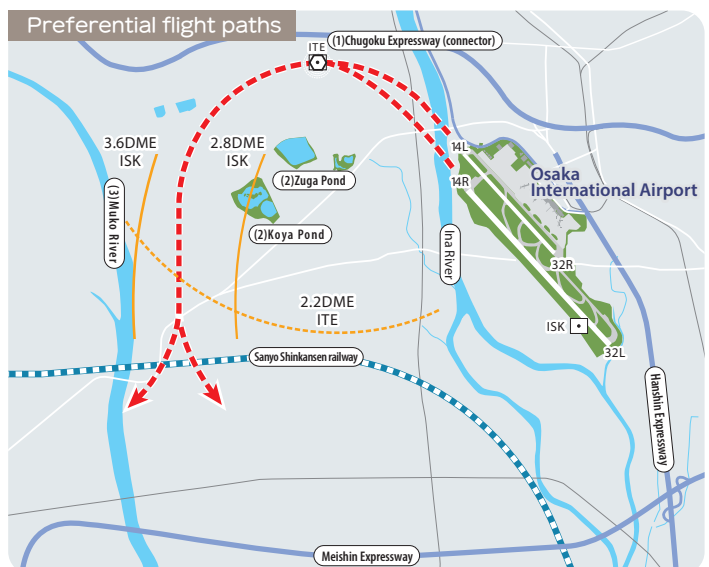 Preferential flight paths
(1)Chugoku Expressway (connector)
ITE
3.6DME
ISK
2.8DME
ISK
14L
14R
(2)Zuga Pond
Osaka
International Airport
(3)Muko River
(2)Koya Pond
Ina River
32R
2.2DME
ITE
ISK
32L
Sanyo Shinkansen railway
Hanshin Expressway
Meishin Expressway